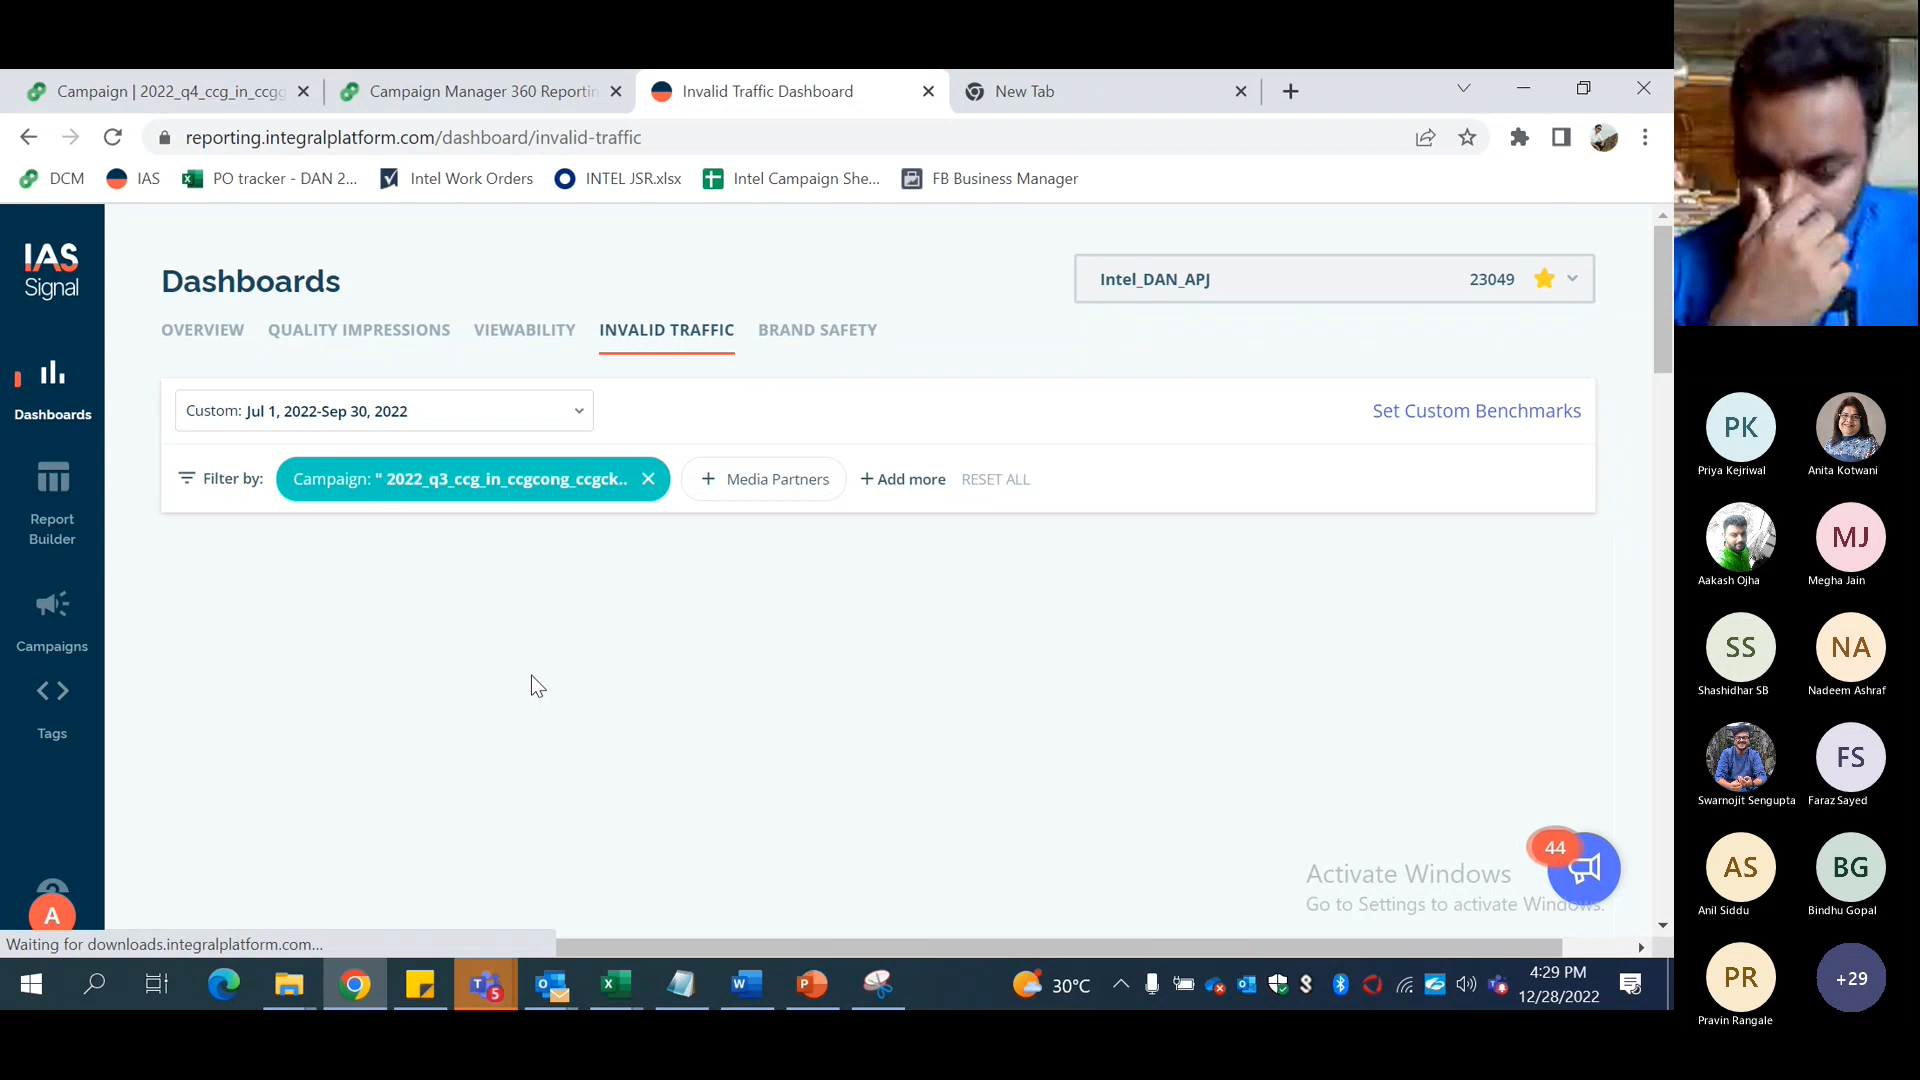 Campaign | 2022_q4_ccg_in_ccgg
Campaign Manager 360 Reportin
Invalid Traffic Dashboard
New Tab
reporting.integralplatform.com/dashboard/invalid-traffic
DCM
IAS
PO tracker - DAN 2...
Intel Work Orders
INTEL JSR.xlsx
Intel Campaign She...
FB Business Manager
IAS
Signal
Dashboards
Report
Builder
Campaigns
Tags
A
Dashboards
Intel_DAN_APJ 23049
OVERVIEW QUALITY IMPRESSIONS VIEWABILITY INVALID TRAFFIC BRAND SAFETY
Custom: Jul 1, 2022-Sep 30, 2022
Set Custom Benchmarks
Filter by: Campaign: " 2022_q3_ccg_in_ccgcong_ccgck.. + Media Partners + Add more RESET ALL
44
Activate Windows
Go to Settings to activate Windows.
Waiting for downloads.integralplatform.com...
5
30°C
4:29 PM
12/28/2022
PK
Priya Kejriwal
Anita Kotwani
Aakash Ojha
MJ
Megha Jain
SS
Shashidhar SB
NA
Nadeem Ashraf
Swarnojit Sengupta
FS
Faraz Sayed
AS
Anil Siddu
BG
Bindhu Gopal
PR
Pravin Rangale
+29